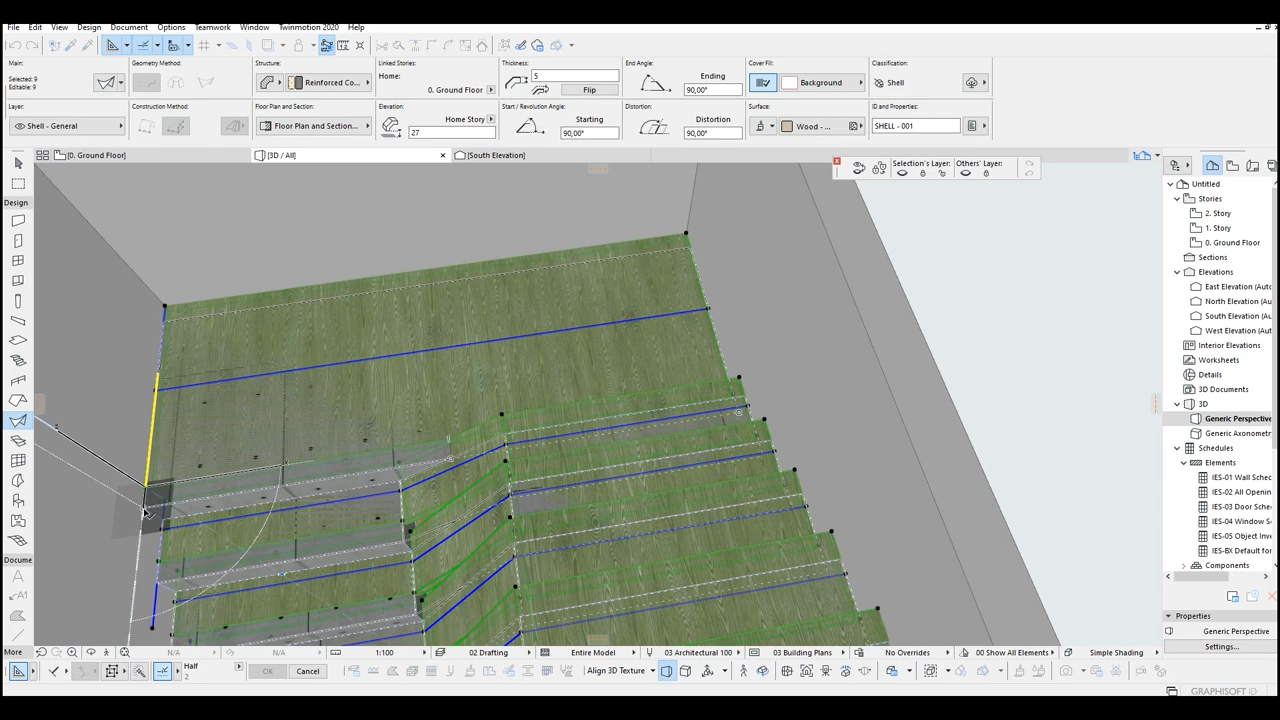 File Edit View Design Document Options Teamwork Window Twinmotion 2020 Help
Main: Geometry Method: Structure: Linked Stories: Thickness: End Angle: Cover Fill: Classification:
Selected: 9
Editable: 9
Reinforced Co... Home: 0. Ground Floor 5 Flip Ending 90,00° Background Shell
Layer: Construction Method: Floor Plan and Section: Elevation: Home Story Start / Revolution Angle: Distortion: Surface: ID and Properties:
Shell - General Floor Plan and Section... 27 Starting 90,00° Distortion 90,00° Wood - ... SHELL - 001
[0. Ground Floor] [3D / All] [South Elevation]
Selection's Layer: Others' Layer:
Design
Docume
More
Untitled
Stories
2. Story
1. Story
0. Ground Floor
Sections
Elevations
East Elevation (Auto
North Elevation (Aut
South Elevation (Aut
West Elevation (Aut
Interior Elevations
Worksheets
Details
3D Documents
3D
Generic Perspective
Generic Axonometry
Schedules
Elements
IES-01 Wall Sched
IES-02 All Opening
IES-03 Door Sche
IES-04 Window S
IES-05 Object Inve
IES-BX Default fo
Components
Properties
Generic Perspective
Settings...
N/A N/A 1:100 02 Drafting Entire Model 03 Architectural 100 03 Building Plans No Overrides 00 Show All Elements Simple Shading
Half
2
OK Cancel Align 3D Texture
GRAPHISOFT ID